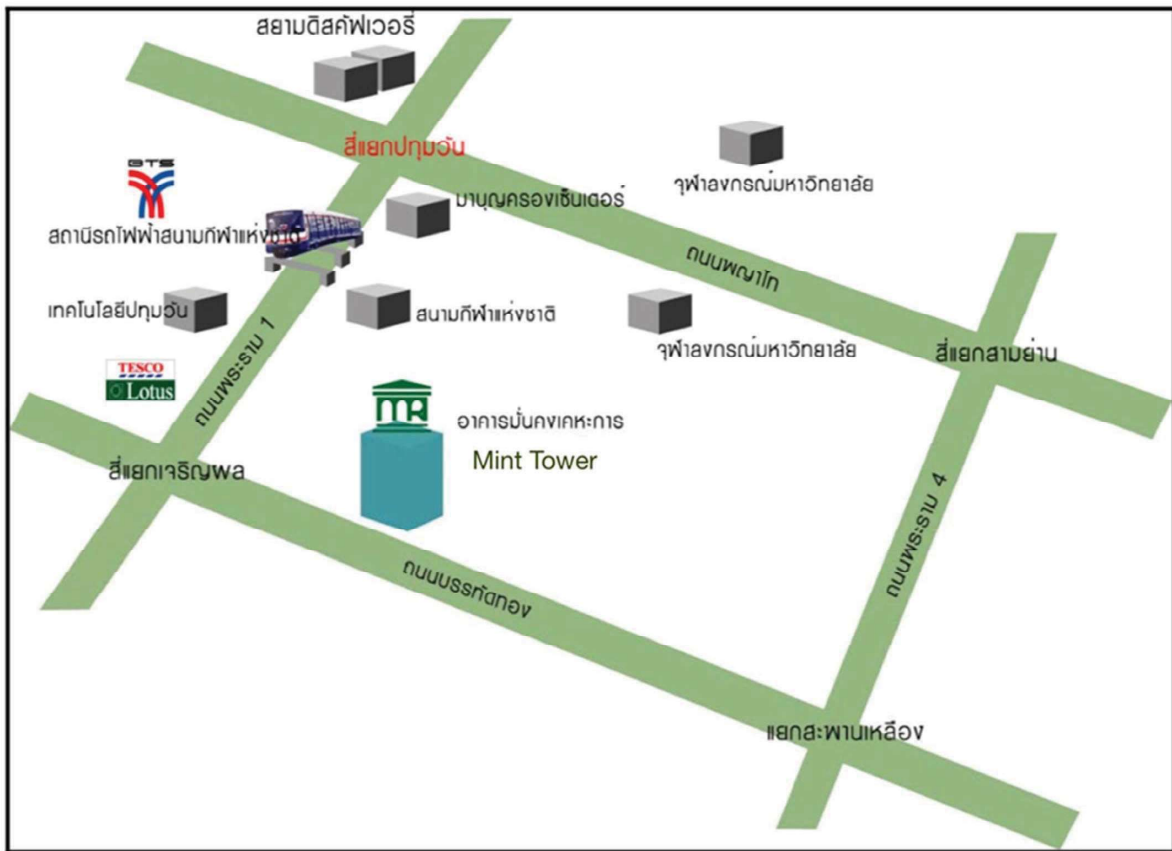 สยามดิสคัฟเวอรี่
สี่แยกปทุมวัน
BTS
จุฬาลงกรณ์มหาวิทยาลัย
มาบุญครองเซ็นเตอร์
สถานีรถไฟฟ้าสนามกีฬาแห่งชาติ
ถนนพญาไท
เทคโนโลยีปทุมวัน
สนามกีฬาแห่งชาติ
จุฬาลงกรณ์มหาวิทยาลัย
สี่แยกสามย่าน
ถนนพระราม 1
TESCO
Lotus
MR
อาคารมั่นคงเคหะการ
Mint Tower
สี่แยกเจริญผล
ถนนพระราม 4
ถนนบรรทัดทอง
แยกสะพานเหลือง